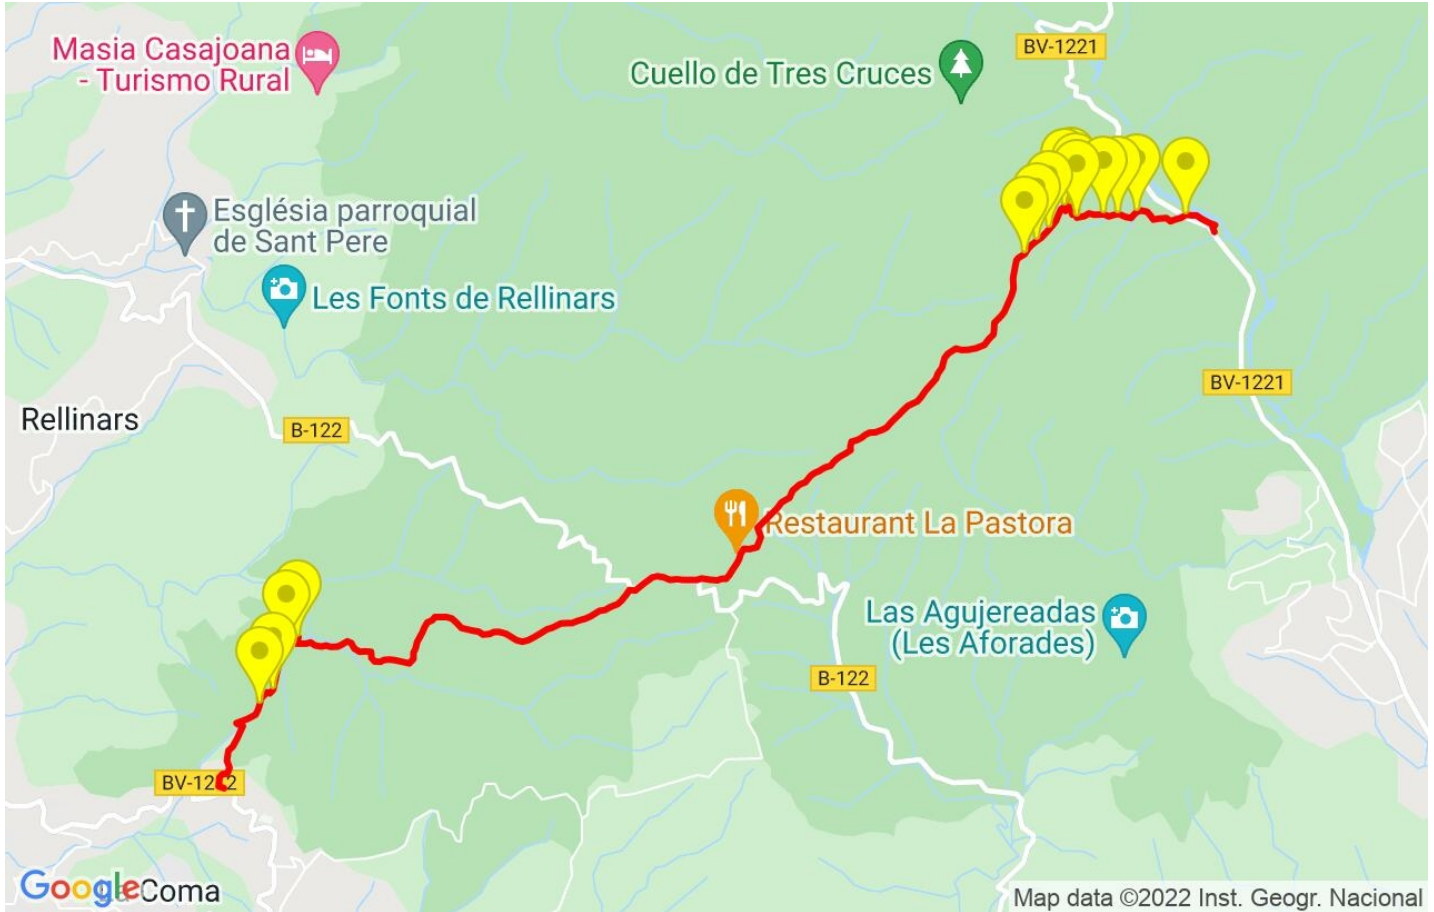 Masia Casajoana
- Turismo Rural
Cuello de Tres Cruces
BV-1221
Església parroquial
de Sant Pere
Les Fonts de Rellinars
BV-1221
Rellinars
B-122
Restaurant La Pastora
Las Agujereadas
(Les Aforades)
B-122
Google
Coma
Map data ©2022 Inst. Geogr. Nacional